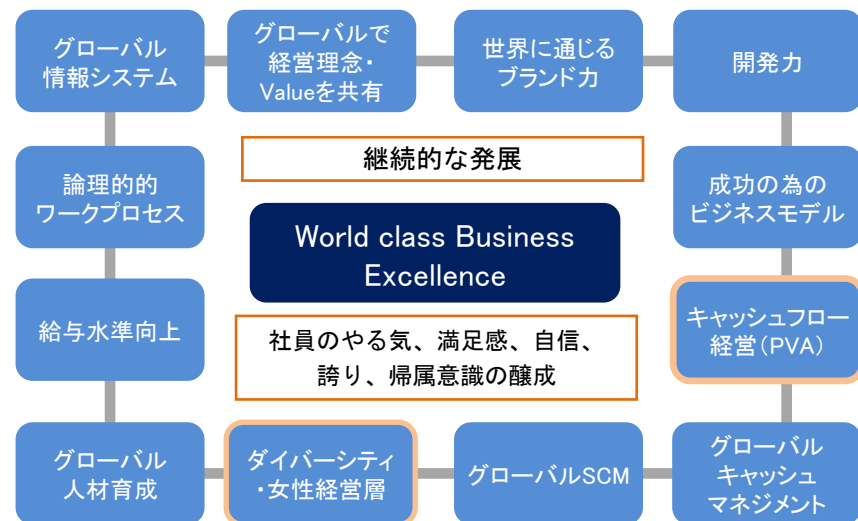 グローバル
情報システム
グローバルで
経営理念・
Valueを共有
世界に通じる
ブランド力
開発力
継続的な発展
論理的的
ワークプロセス
成功の為の
ビジネスモデル
World class Business
Excellence
給与水準向上
キャッシュフロー
経営(PVA)
社員のやる気、満足感、自信、
誇り、帰属意識の醸成
グローバル
人材育成
ダイバーシティ
・女性経営層
グローバルSCM
グローバル
キャッシュ
マネジメント